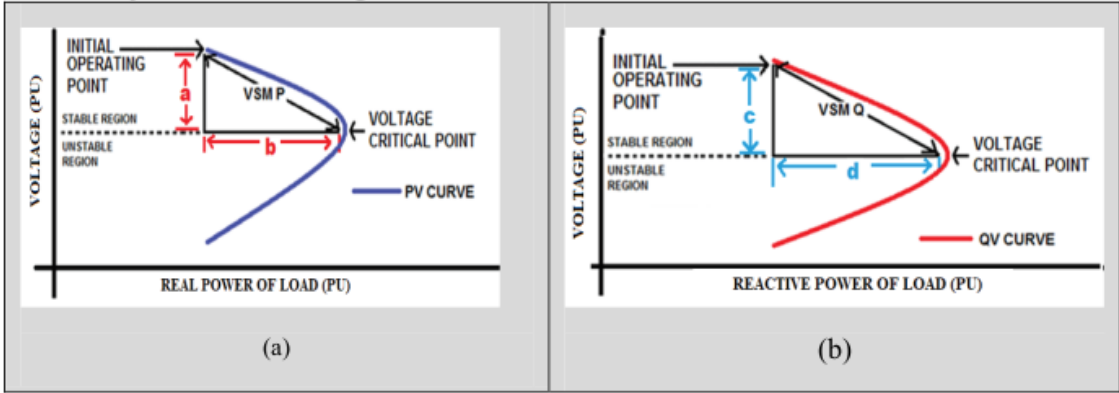 INITIAL
OPERATING
POINT
a
VSM P
STABLE REGION
UNSTABLE
REGION
b
VOLTAGE
CRITICAL POINT
PV CURVE
VOLTAGE (PU)
REAL POWER OF LOAD (PU)
(a)
INITIAL
OPERATING
POINT
c
VSM Q
STABLE REGION
UNSTABLE
REGION
d
VOLTAGE
CRITICAL POINT
QV CURVE
VOLTAGE (PU)
REACTIVE POWER OF LOAD (PU)
(b)